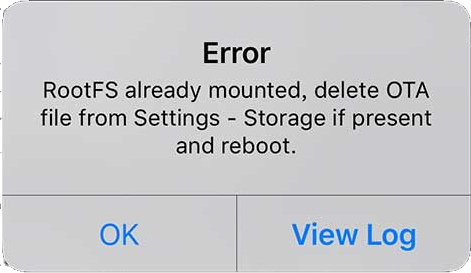 Error
RootFS already mounted, delete OTA
file from Settings - Storage if present
and reboot.
OK
View Log